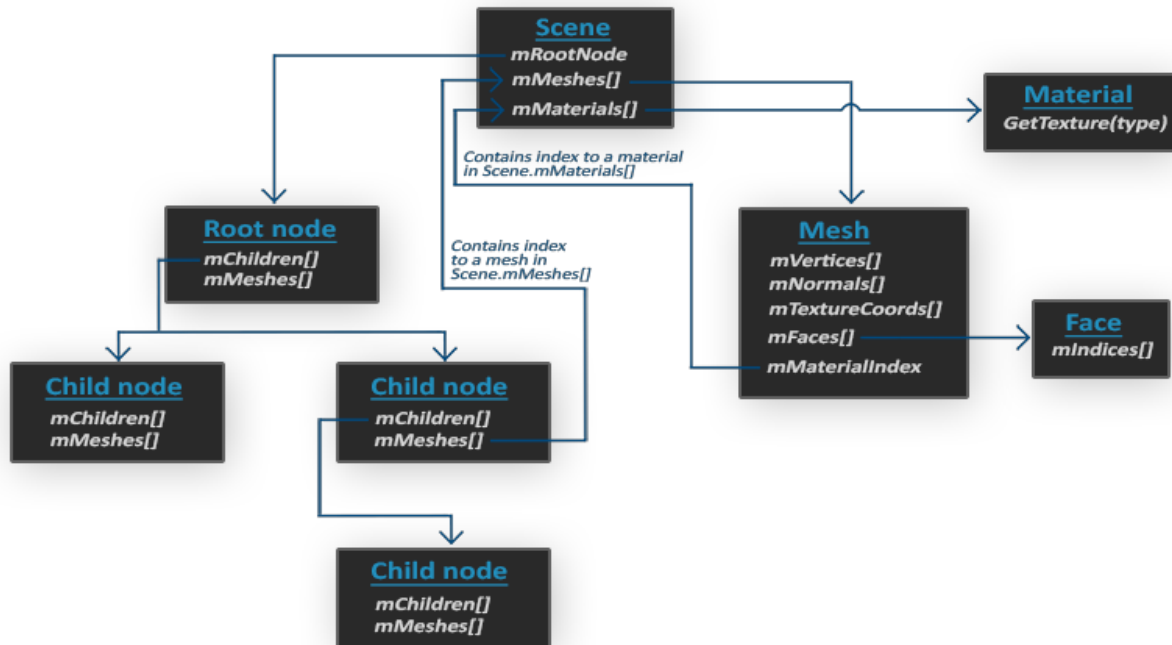 Scene
mRootNode
mMeshes[]
mMaterials[]
Material
GetTexture(type)
Contains index to a material
in Scene.mMaterials[]
Root node
mChildren[]
mMeshes[]
Contains index
to a mesh in
Scene.mMeshes[]
Mesh
mVertices[]
mNormals[]
mTextureCoords[]
mFaces[]
mMaterialIndex
Face
mIndices[]
Child node
mChildren[]
mMeshes[]
Child node
mChildren[]
mMeshes[]
Child node
mChildren[]
mMeshes[]